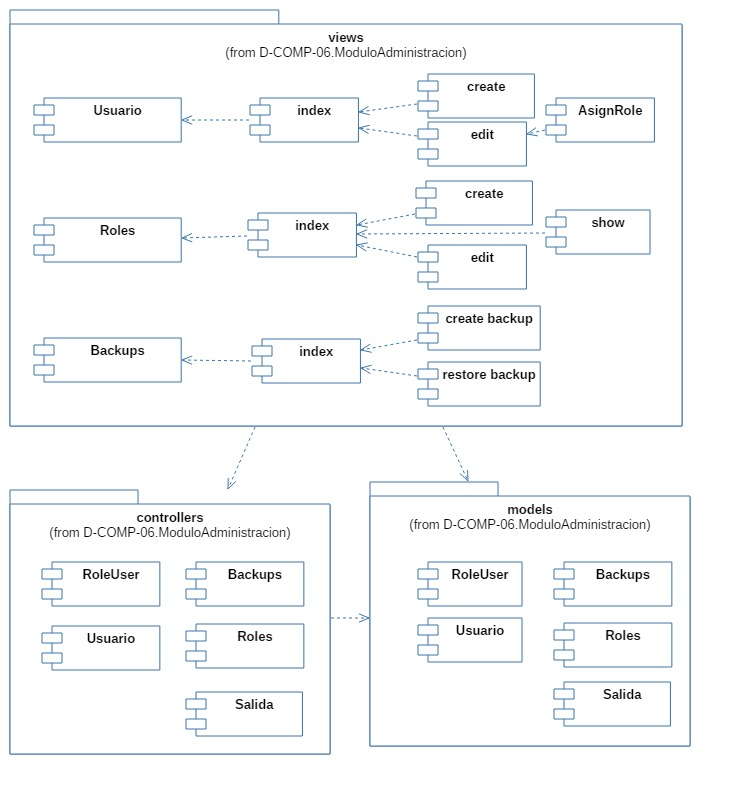 views
(from D-COMP-06.ModuloAdministracion)
Usuario
index
create
edit
AsignRole
Roles
index
create
show
edit
Backups
index
create backup
restore backup
controllers
(from D-COMP-06.ModuloAdministracion)
RoleUser
Backups
Usuario
Roles
Salida
models
(from D-COMP-06.ModuloAdministracion)
RoleUser
Backups
Usuario
Roles
Salida